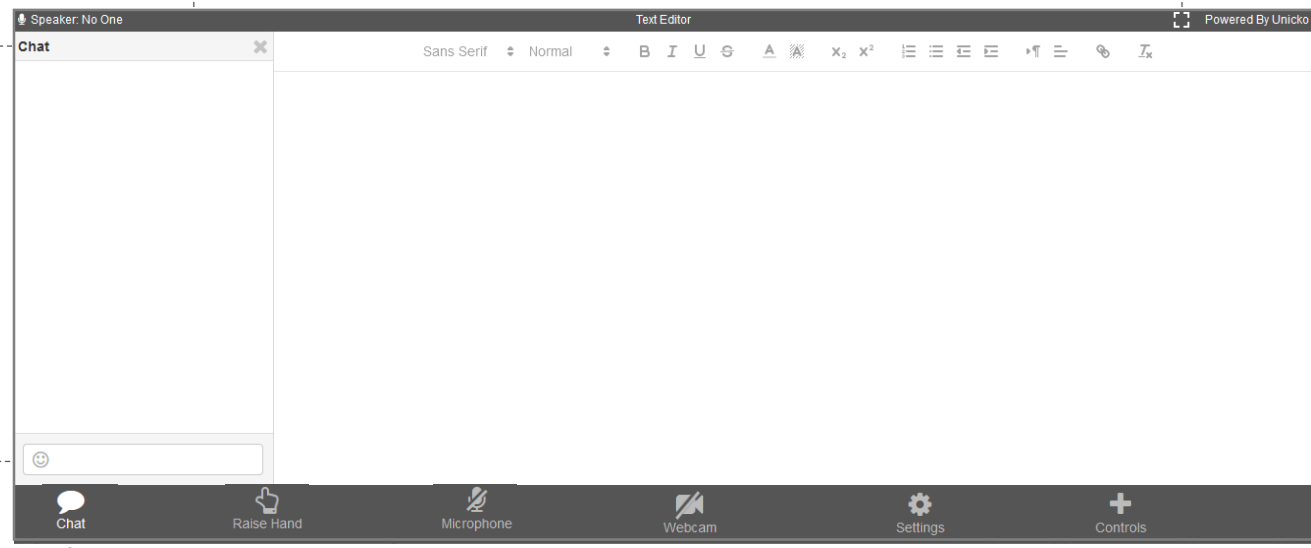 Speaker: No One
Text Editor
Powered By Unicko
Chat
Sans Serif
Normal
Chat
Raise Hand
Microphone
Webcam
Settings
Controls